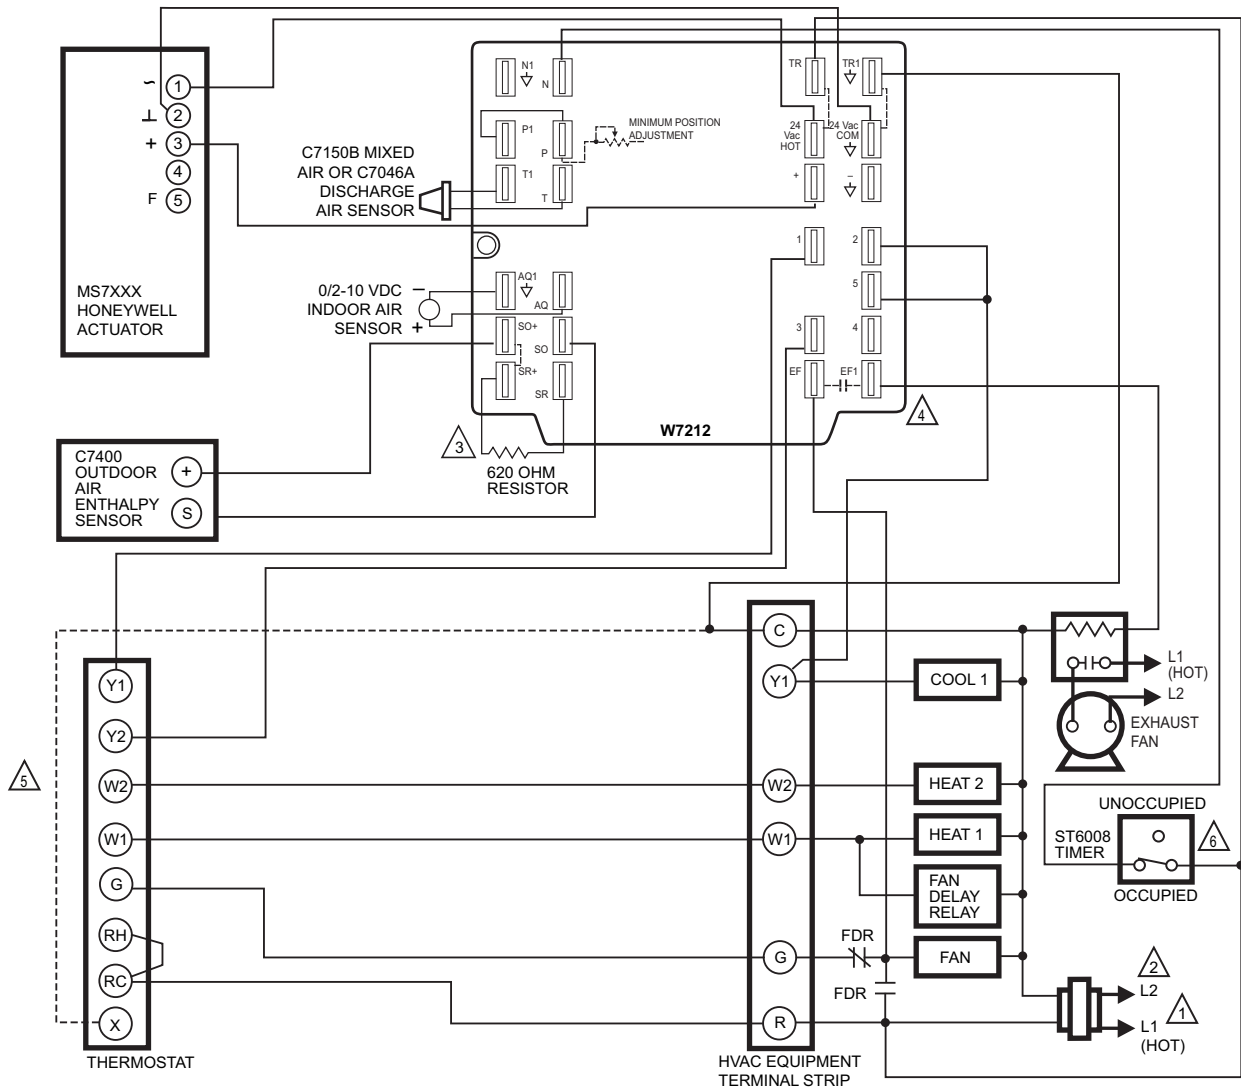 ~
1
⊥
2
+
3
4
F
5
MS7XXX
HONEYWELL
ACTUATOR
N1
N
P1
P
T1
T
MINIMUM POSITION
ADJUSTMENT
C7150B MIXED
AIR OR C7046A
DISCHARGE
AIR SENSOR
TR
TR1
24
Vac
HOT
24 Vac
COM
+
–
1
2
5
3
4
EF
EF1
0/2-10 VDC
INDOOR AIR
SENSOR
–
+
AQ1
AQ
SO+
SO
SR+
SR
W7212
3
4
620 OHM
RESISTOR
C7400
OUTDOOR
AIR
ENTHALPY
SENSOR
+
S
5
Y1
Y2
W2
W1
G
RH
RC
X
THERMOSTAT
C
Y1
W2
W1
G
R
HVAC EQUIPMENT
TERMINAL STRIP
COOL 1
HEAT 2
HEAT 1
FAN
DELAY
RELAY
FDR
FAN
FDR
L1
(HOT)
L2
EXHAUST
FAN
UNOCCUPIED
ST6008
TIMER
6
OCCUPIED
2
L2
1
L1
(HOT)